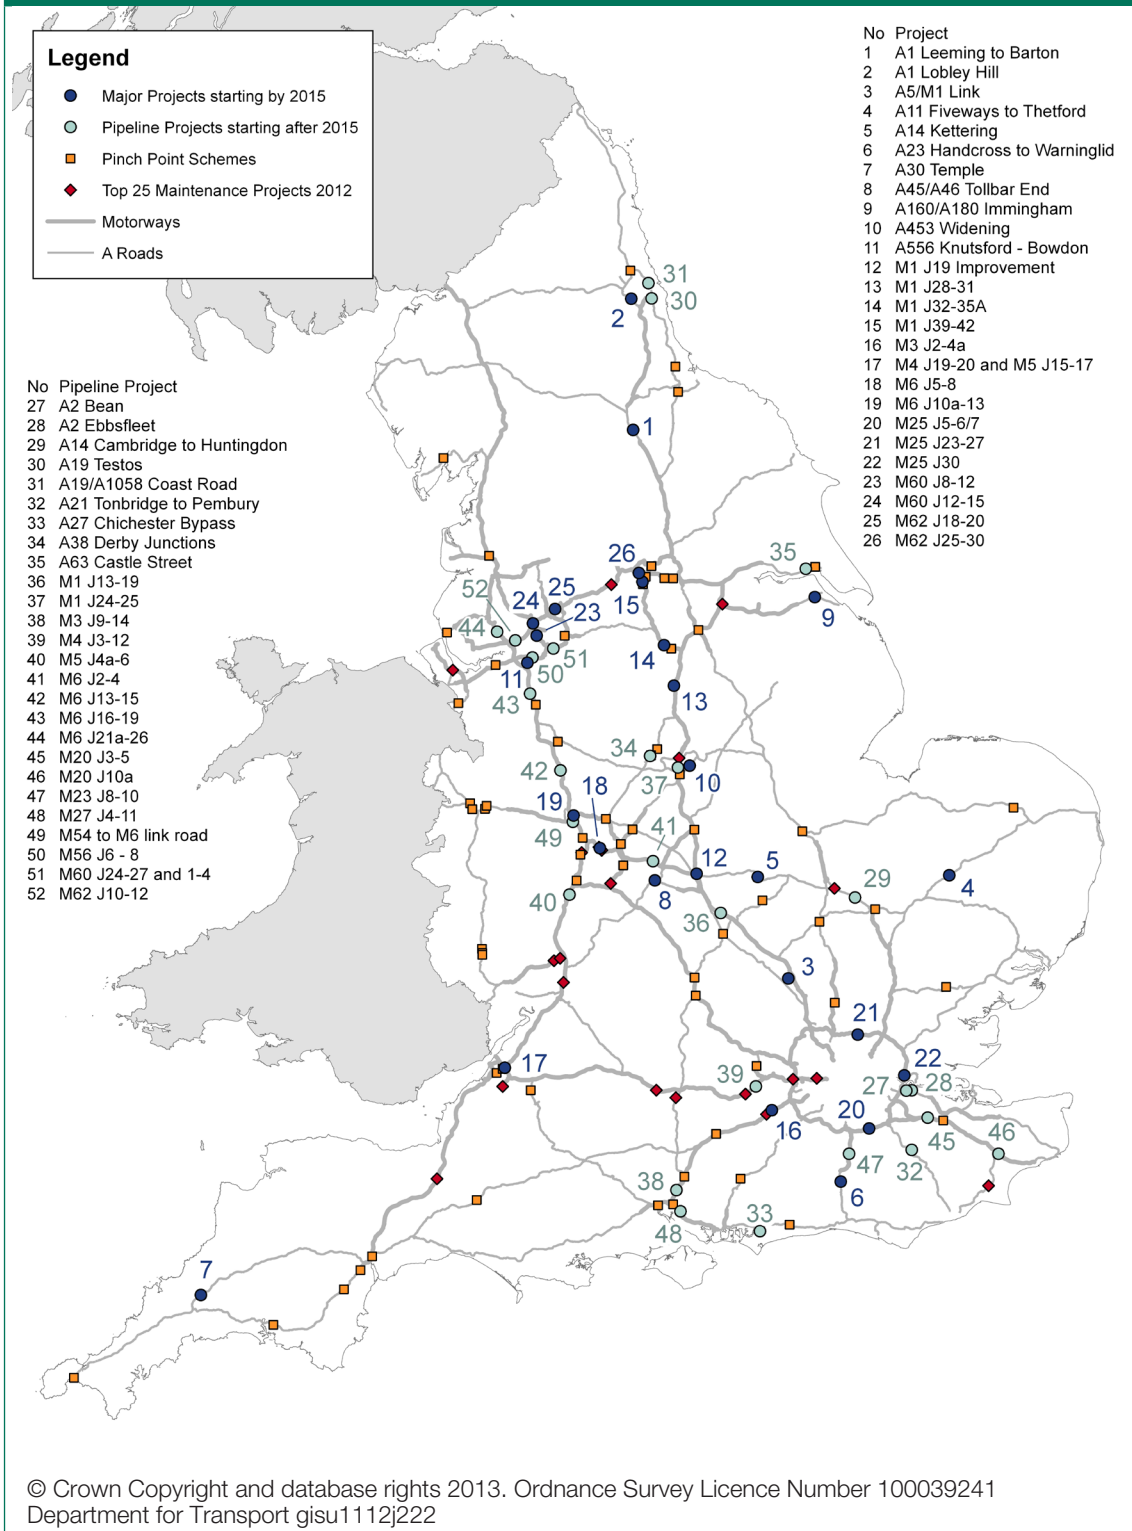 Legend
Major Projects starting by 2015
Pipeline Projects starting after 2015
Pinch Point Schemes
Top 25 Maintenance Projects 2012
Motorways
A Roads
No Project
1 A1 Leeming to Barton
2 A1 Lobley Hill
3 A5/M1 Link
4 A11 Fiveways to Thetford
5 A14 Kettering
6 A23 Handcross to Warninglid
7 A30 Temple
8 A45/A46 Tollbar End
9 A160/A180 Immingham
10 A453 Widening
11 A556 Knutsford - Bowdon
12 M1 J19 Improvement
13 M1 J28-31
14 M1 J32-35A
15 M1 J39-42
16 M3 J2-4a
17 M4 J19-20 and M5 J15-17
18 M6 J5-8
19 M6 J10a-13
20 M25 J5-6/7
21 M25 J23-27
22 M25 J30
23 M60 J8-12
24 M60 J12-15
25 M62 J18-20
26 M62 J25-30
No Pipeline Project
27 A2 Bean
28 A2 Ebbsfleet
29 A14 Cambridge to Huntingdon
30 A19 Testos
31 A19/A1058 Coast Road
32 A21 Tonbridge to Pembury
33 A27 Chichester Bypass
34 A38 Derby Junctions
35 A63 Castle Street
36 M1 J13-19
37 M1 J24-25
38 M3 J9-14
39 M4 J3-12
40 M5 J4a-6
41 M6 J2-4
42 M6 J13-15
43 M6 J16-19
44 M6 J21a-26
45 M20 J3-5
46 M20 J10a
47 M23 J8-10
48 M27 J4-11
49 M54 to M6 link road
50 M56 J6 - 8
51 M60 J24-27 and 1-4
52 M62 J10-12
31
30
2
1
26
35
52
25
24
23
15
9
44
51
14
50
11
13
43
34
42
37
10
18
19
49
41
12
5
29
4
40
8
36
3
21
17
22
39
27
28
20
16
45
46
47
32
38
6
33
48
7
© Crown Copyright and database rights 2013. Ordnance Survey Licence Number 100039241
Department for Transport gisu1112j222